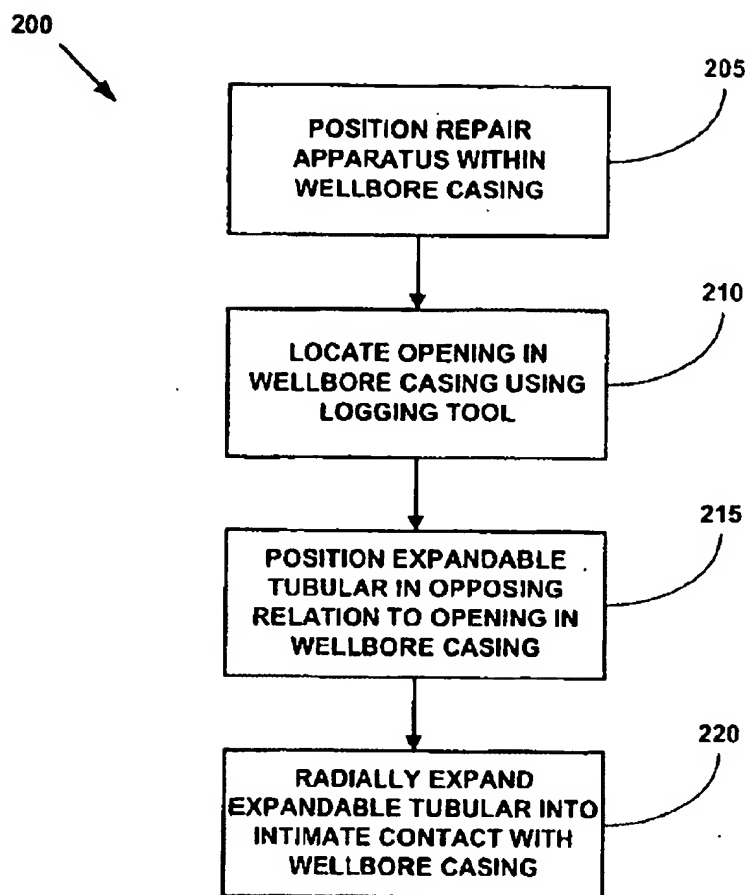 200
205
POSITION REPAIR
APPARATUS WITHIN
WELLBORE CASING
210
LOCATE OPENING IN
WELLBORE CASING USING
LOGGING TOOL
215
POSITION EXPANDABLE
TUBULAR IN OPPOSING
RELATION TO OPENING IN
WELLBORE CASING
220
RADIALLY EXPAND
EXPANDABLE TUBULAR INTO
INTIMATE CONTACT WITH
WELLBORE CASING